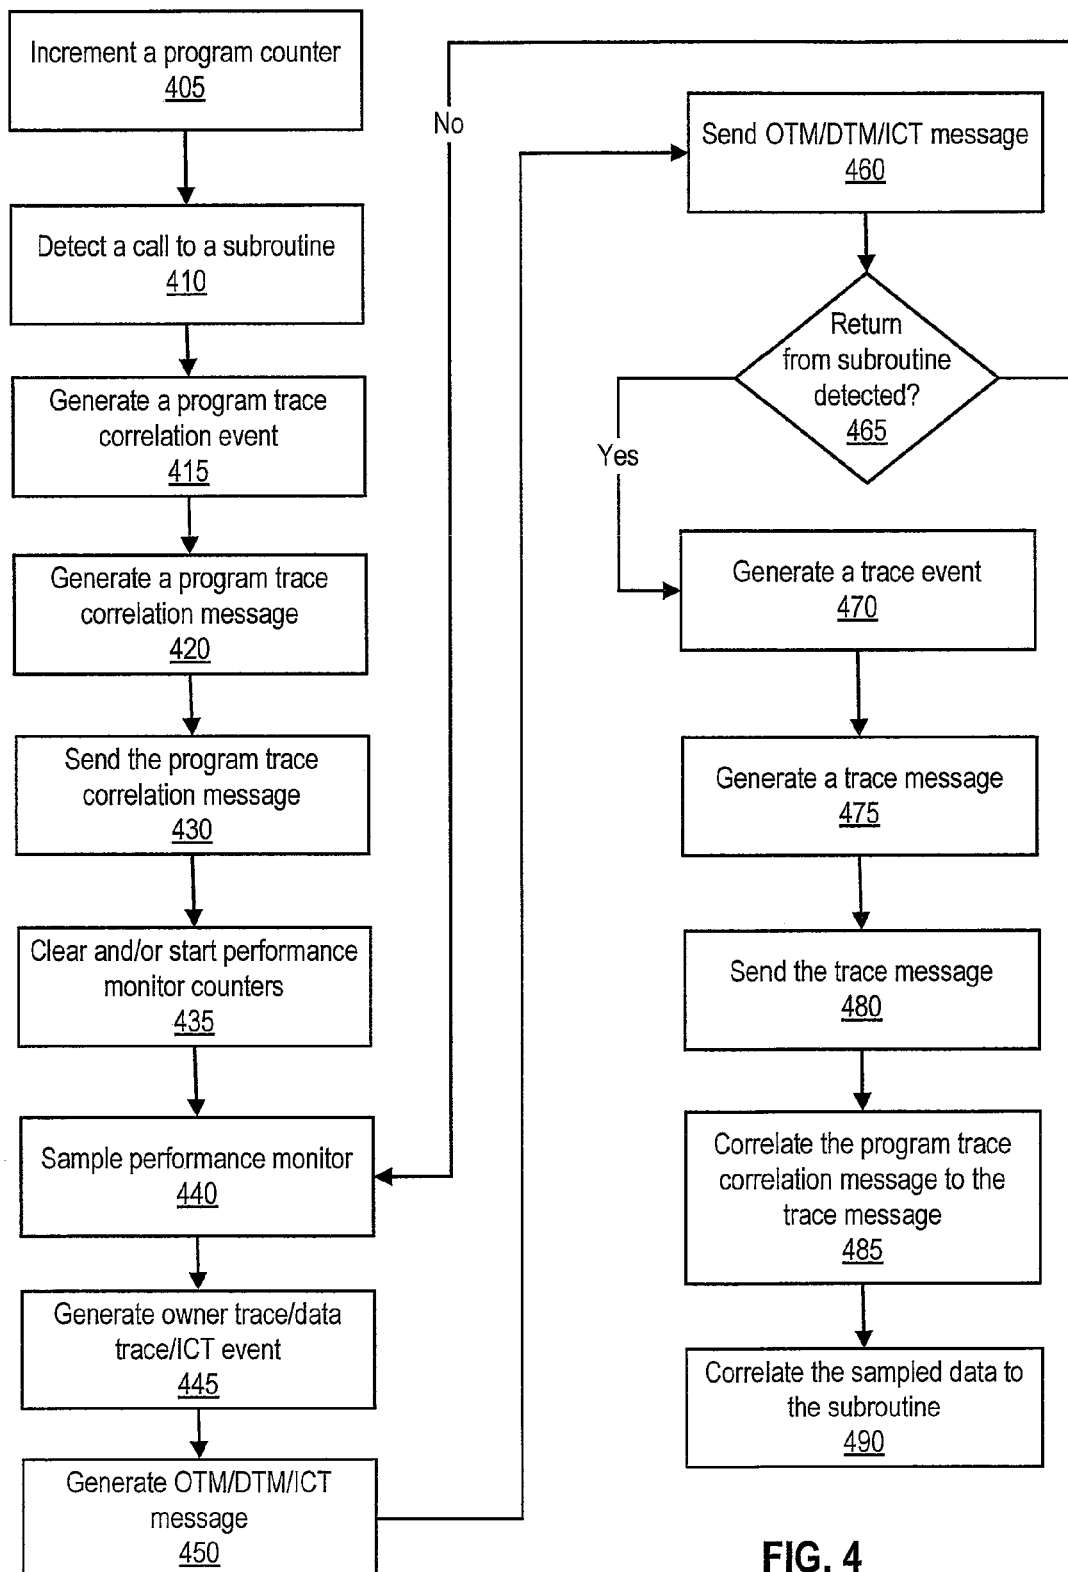 Increment a program counter
405
Detect a call to a subroutine
410
Generate a program trace
correlation event
415
Generate a program trace
correlation message
420
Send the program trace
correlation message
430
Clear and/or start performance
monitor counters
435
Sample performance monitor
440
Generate owner trace/data
trace/ICT event
445
Generate OTM/DTM/ICT
message
450
No
Send OTM/DTM/ICT message
460
Return
from subroutine
detected?
465
Yes
Generate a trace event
470
Generate a trace message
475
Send the trace message
480
Correlate the program trace
correlation message to the
trace message
485
Correlate the sampled data to
the subroutine
490
FIG. 4